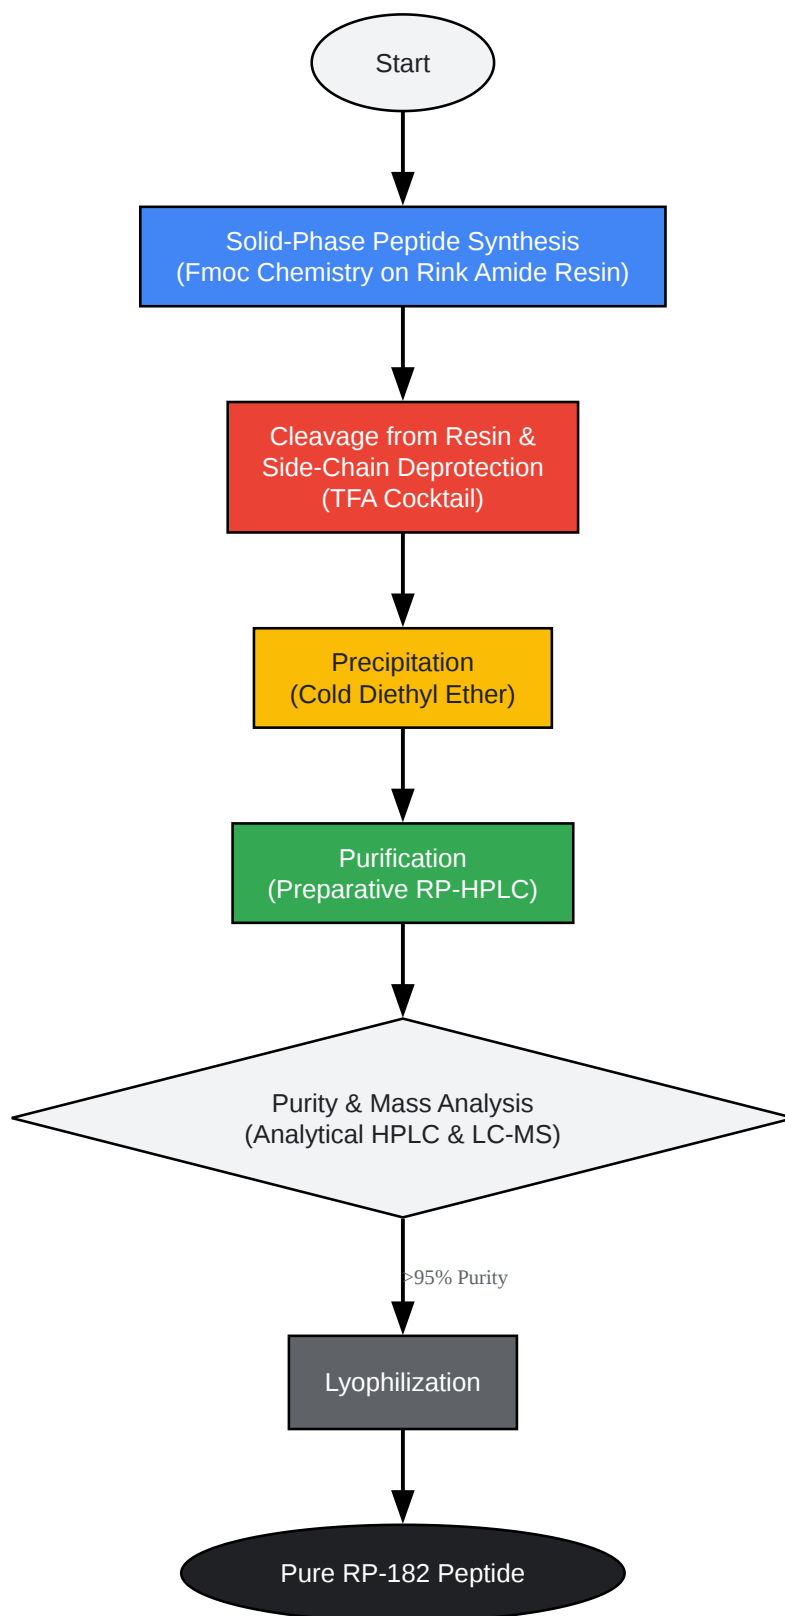 Start
Solid-Phase Peptide Synthesis
(Fmoc Chemistry on Rink Amide Resin)
Cleavage from Resin &
Side-Chain Deprotection
(TFA Cocktail)
Precipitation
(Cold Diethyl Ether)
Purification
(Preparative RP-HPLC)
Purity & Mass Analysis
(Analytical HPLC & LC-MS)
>95% Purity
Lyophilization
Pure RP-182 Peptide